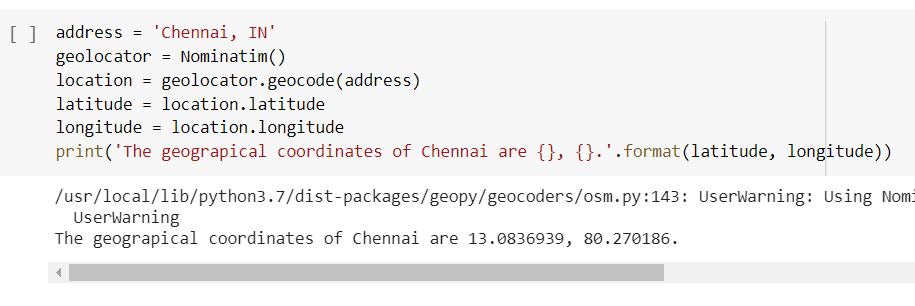 [ ] address = 'Chennai, IN'
geolocator = Nominatim()
location = geolocator.geocode(address)
latitude = location.latitude
longitude = location.longitude
print('The geograpical coordinates of Chennai are {}, {}.'.format(latitude, longitude))
/usr/local/lib/python3.7/dist-packages/geopy/geocoders/osm.py:143: UserWarning: Using Nomi
UserWarning
The geograpical coordinates of Chennai are 13.0836939, 80.270186.